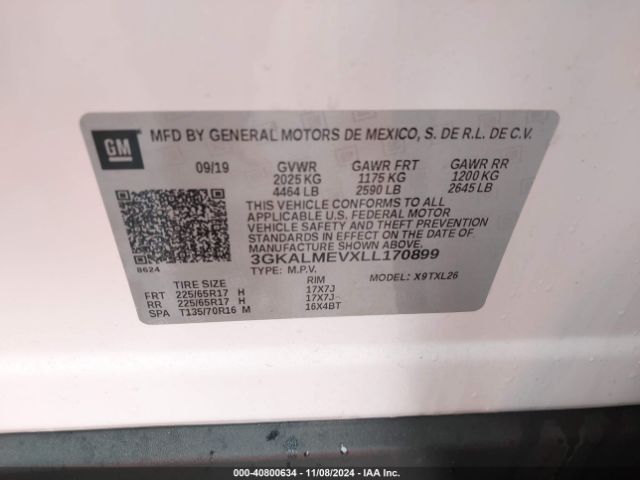 GM MFD BY GENERAL MOTORS DE MEXICO, S. DE R.L. DE C.V.
09/19 GVWR GAWR FRT GAWR RR
2025 KG 1175 KG 1200 KG
4464 LB 2590 LB 2645 LB
THIS VEHICLE CONFORMS TO ALL
APPLICABLE U.S. FEDERAL MOTOR
VEHICLE SAFETY AND THEFT PREVENTION
STANDARDS IN EFFECT ON THE DATE OF
MANUFACTURE SHOWN ABOVE.
3GKALMEVXLL170899
8624 TYPE: M.P.V. MODEL: X9TXL26
TIRE SIZE RIM
FRT 225/65R17 H 17X7J
RR 225/65R17 H 17X7J
SPA T135/70R16 M 16X4BT
000-40800634 - 11/08/2024 - IAA Inc.